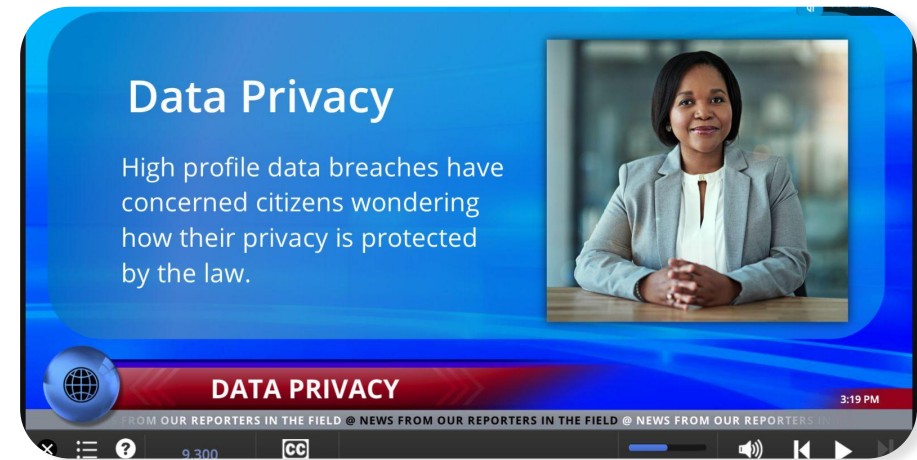 Data Privacy
High profile data breaches have
concerned citizens wondering
how their privacy is protected
by the law.
DATA PRIVACY
3:19 PM
FROM OUR REPORTERS IN THE FIELD @ NEWS FROM OUR REPORTERS IN THE FIELD @ NEWS FROM OUR REPORTERS
? 9,300 CC